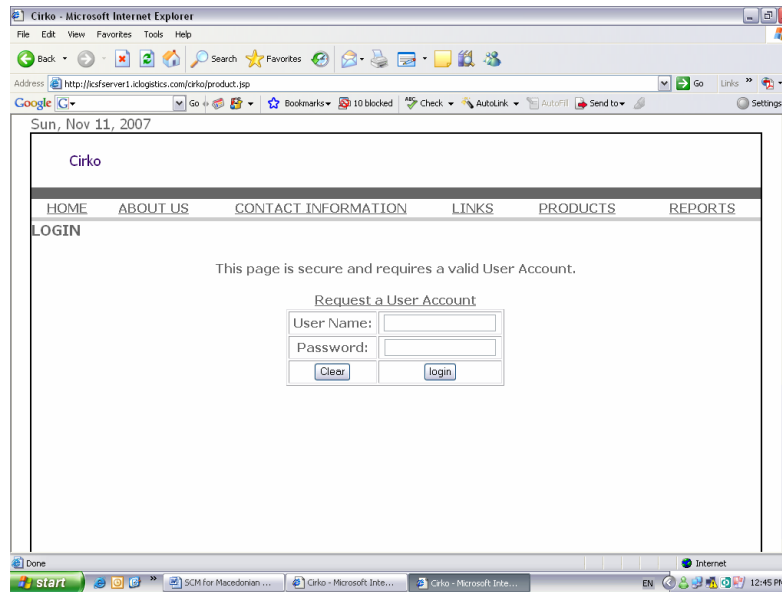 Cirko - Microsoft Internet Explorer
File Edit View Favorites Tools Help
Back Search Favorites
Address http://icsfserver1.iclogistics.com/cirko/product.jsp Go Links »
Google G Go Bookmarks 10 blocked ABC Check AutoLink AutoFill Send to Settings
Sun, Nov 11, 2007
Cirko
HOME ABOUT US CONTACT INFORMATION LINKS PRODUCTS REPORTS
LOGIN
This page is secure and requires a valid User Account.
Request a User Account
User Name:
Password:
Clear login
Done Internet
start » SCM for Macedonian ... Cirko - Microsoft Inte... Cirko - Microsoft Inte... EN 12:45 PM